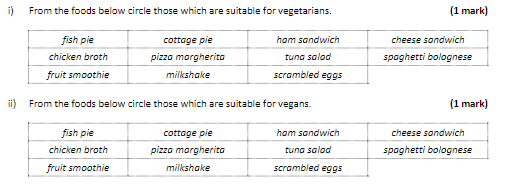 i) From the foods below circle those which are suitable for vegetarians. (1 mark)
fish pie cottage pie ham sandwich cheese sandwich
chicken broth pizza margherita tuna salad spaghetti bolognese
fruit smoothie milkshake scrambled eggs
ii) From the foods below circle those which are suitable for vegans. (1 mark)
fish pie cottage pie ham sandwich cheese sandwich
chicken broth pizza margherita tuna salad spaghetti bolognese
fruit smoothie milkshake scrambled eggs